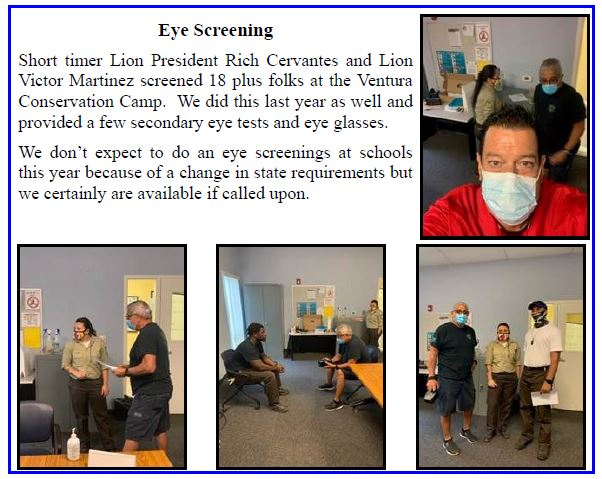 Eye Screening
Short timer Lion President Rich Cervantes and Lion
Victor Martinez screened 18 plus folks at the Ventura
Conservation Camp. We did this last year as well and
provided a few secondary eye tests and eye glasses.
We don’t expect to do an eye screenings at schools
this year because of a change in state requirements but
we certainly are available if called upon.